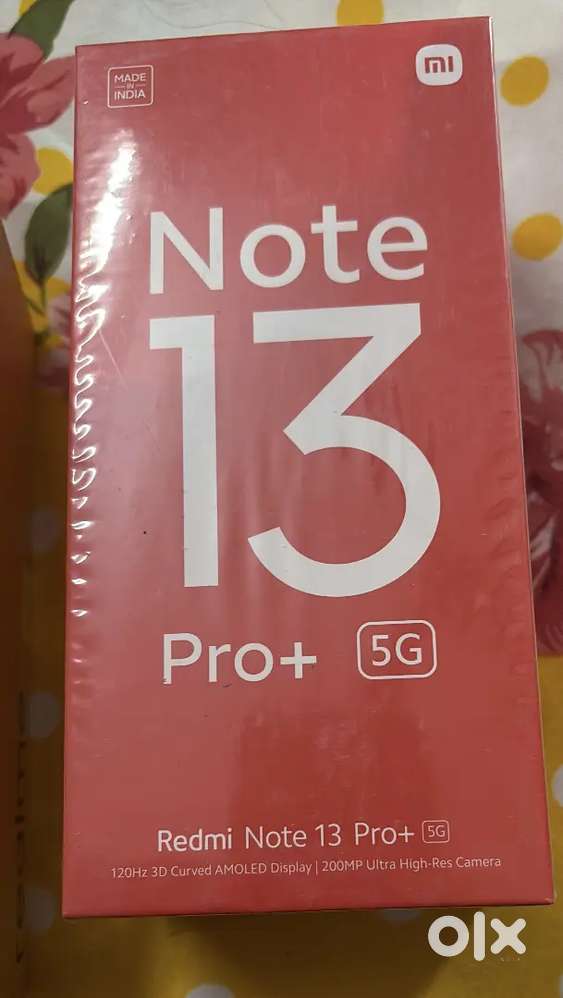 MADE
IN
INDIA
mi
Note
13
Pro+ 5G
Redmi Note 13 Pro+ 5G
120Hz 3D Curved AMOLED Display | 200MP Ultra High-Res Camera
olx